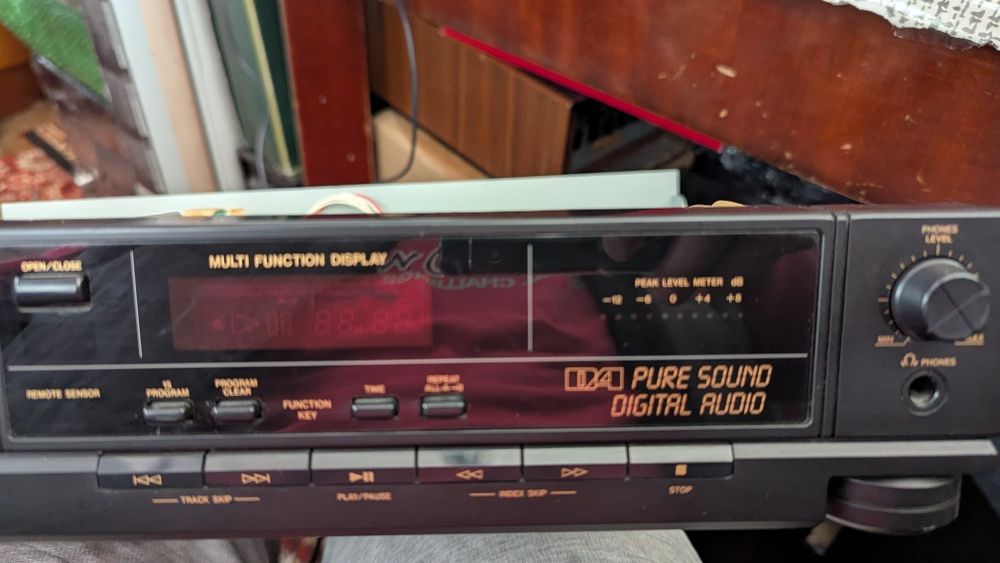 OPEN/CLOSE
MULTI FUNCTION DISPLAY
PEAK LEVEL METER dB
−12 −6 0 +4 +8
PHONES
LEVEL
MIN
PHONES
REMOTE SENSOR
16
PROGRAM
PROGRAM
CLEAR
FUNCTION
KEY
TIME
REPEAT
PURE SOUND
DIGITAL AUDIO
TRACK SKIP
PLAY/PAUSE
INDEX SKIP
STOP